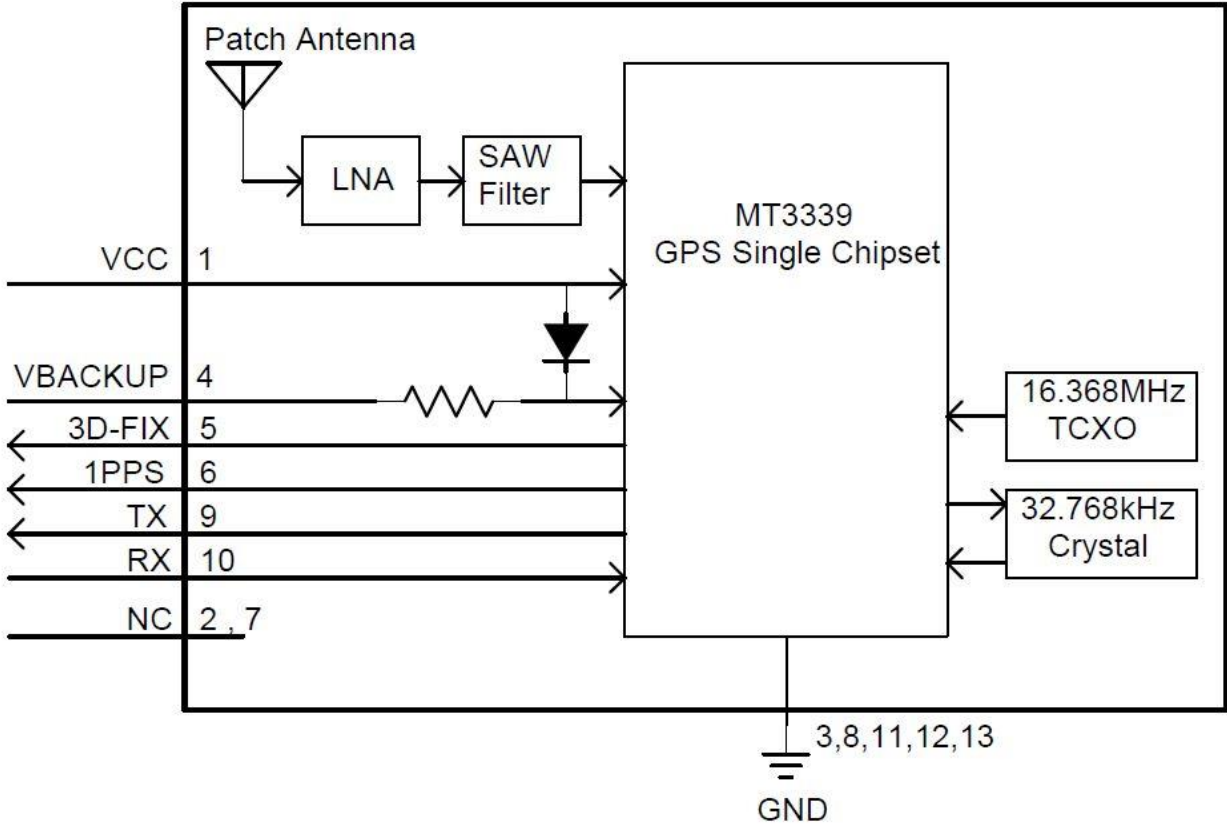 Patch Antenna
LNA
SAW
Filter
MT3339
GPS Single Chipset
VCC 1
VBACKUP 4
3D-FIX 5
1PPS 6
TX 9
RX 10
NC 2 , 7
16.368MHz
TCXO
32.768kHz
Crystal
3,8,11,12,13
GND